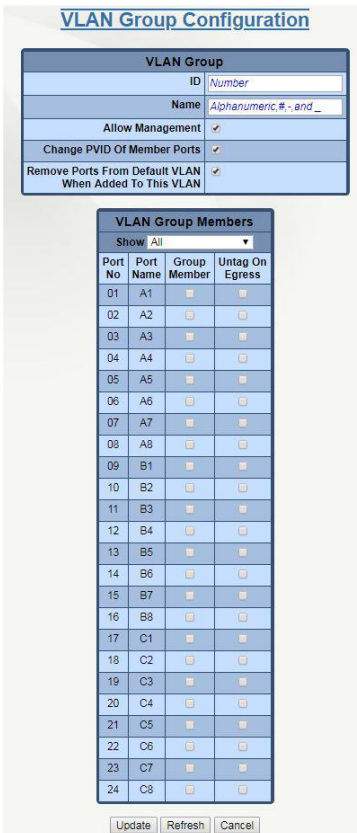 VLAN Group Configuration
VLAN Group
ID Number
Name Alphanumeric,#,-,and _
Allow Management
Change PVID Of Member Ports
Remove Ports From Default VLAN
When Added To This VLAN
VLAN Group Members
Show All
Port No Port Name Group Member Untag On Egress
01 A1
02 A2
03 A3
04 A4
05 A5
06 A6
07 A7
08 A8
09 B1
10 B2
11 B3
12 B4
13 B5
14 B6
15 B7
16 B8
17 C1
18 C2
19 C3
20 C4
21 C5
22 C6
23 C7
24 C8
Update Refresh Cancel